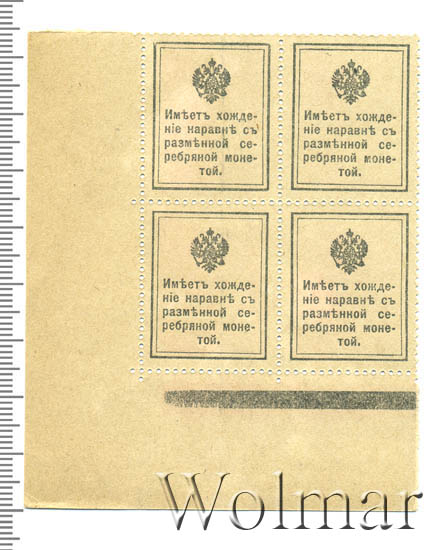 Имѣетъ хожде-
ніе наравнѣ съ
размѣнной се-
ребряной моне-
той.
Имѣетъ хожде-
ніе наравнѣ съ
размѣнной се-
ребряной моне-
той.
Имѣетъ хожде-
ніе наравнѣ съ
размѣнной се-
ребряной моне-
той.
Имѣетъ хожде-
ніе наравнѣ съ
размѣнной се-
ребряной моне-
той.
Wolmar